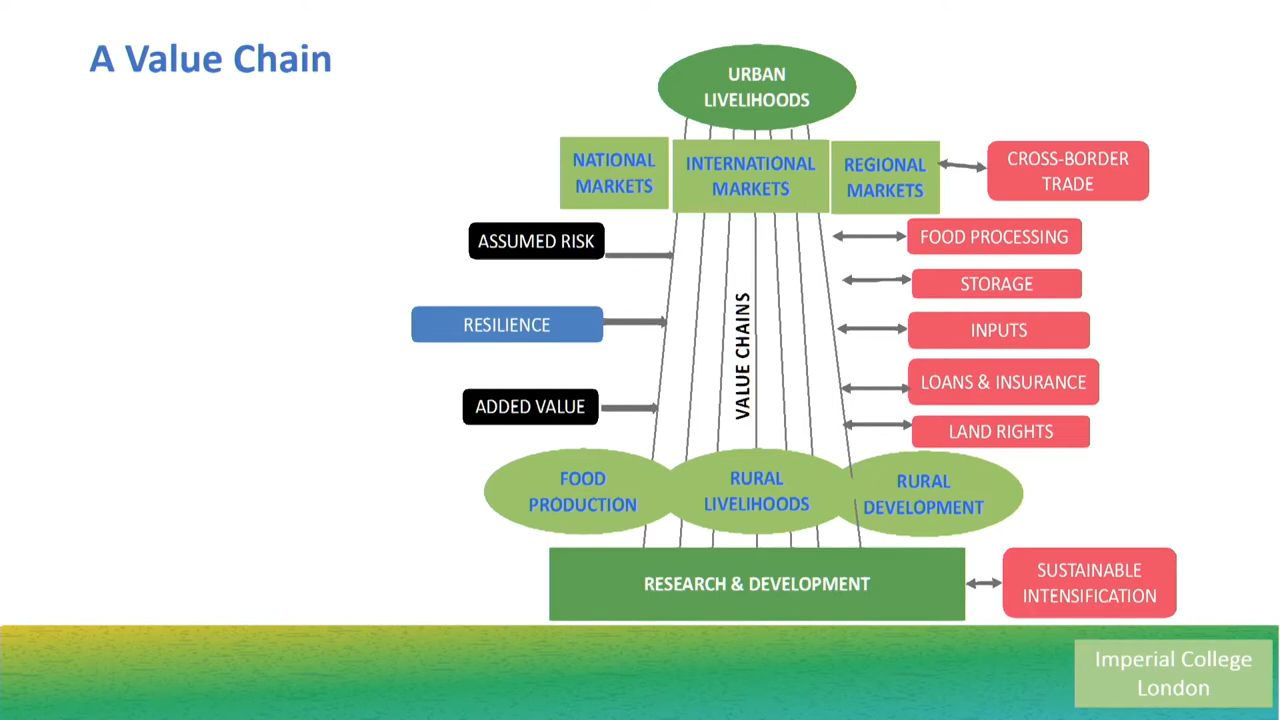 A Value Chain
URBAN
LIVELIHOODS
NATIONAL
MARKETS
INTERNATIONAL
MARKETS
REGIONAL
MARKETS
CROSS-BORDER
TRADE
ASSUMED RISK
FOOD PROCESSING
STORAGE
RESILIENCE
INPUTS
VALUE CHAINS
LOANS & INSURANCE
ADDED VALUE
LAND RIGHTS
FOOD
PRODUCTION
RURAL
LIVELIHOODS
RURAL
DEVELOPMENT
RESEARCH & DEVELOPMENT
SUSTAINABLE
INTENSIFICATION
Imperial College
London